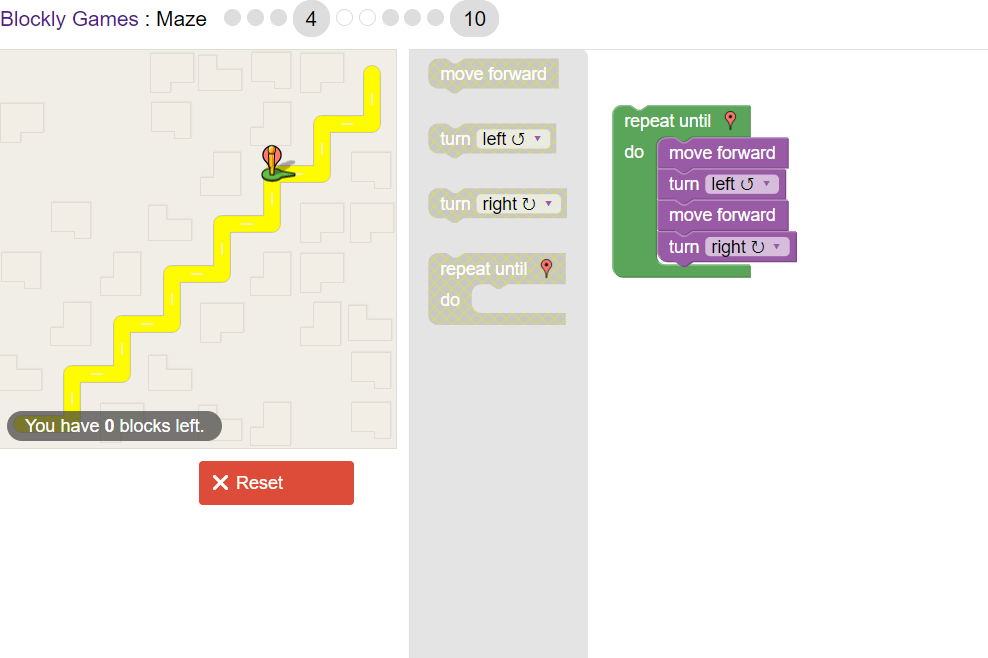 Blockly Games : Maze 4 10
move forward
turn left ↺ ▾
turn right ↻ ▾
repeat until
do
repeat until
do move forward
turn left ↺ ▾
move forward
turn right ↻ ▾
You have 0 blocks left.
Reset